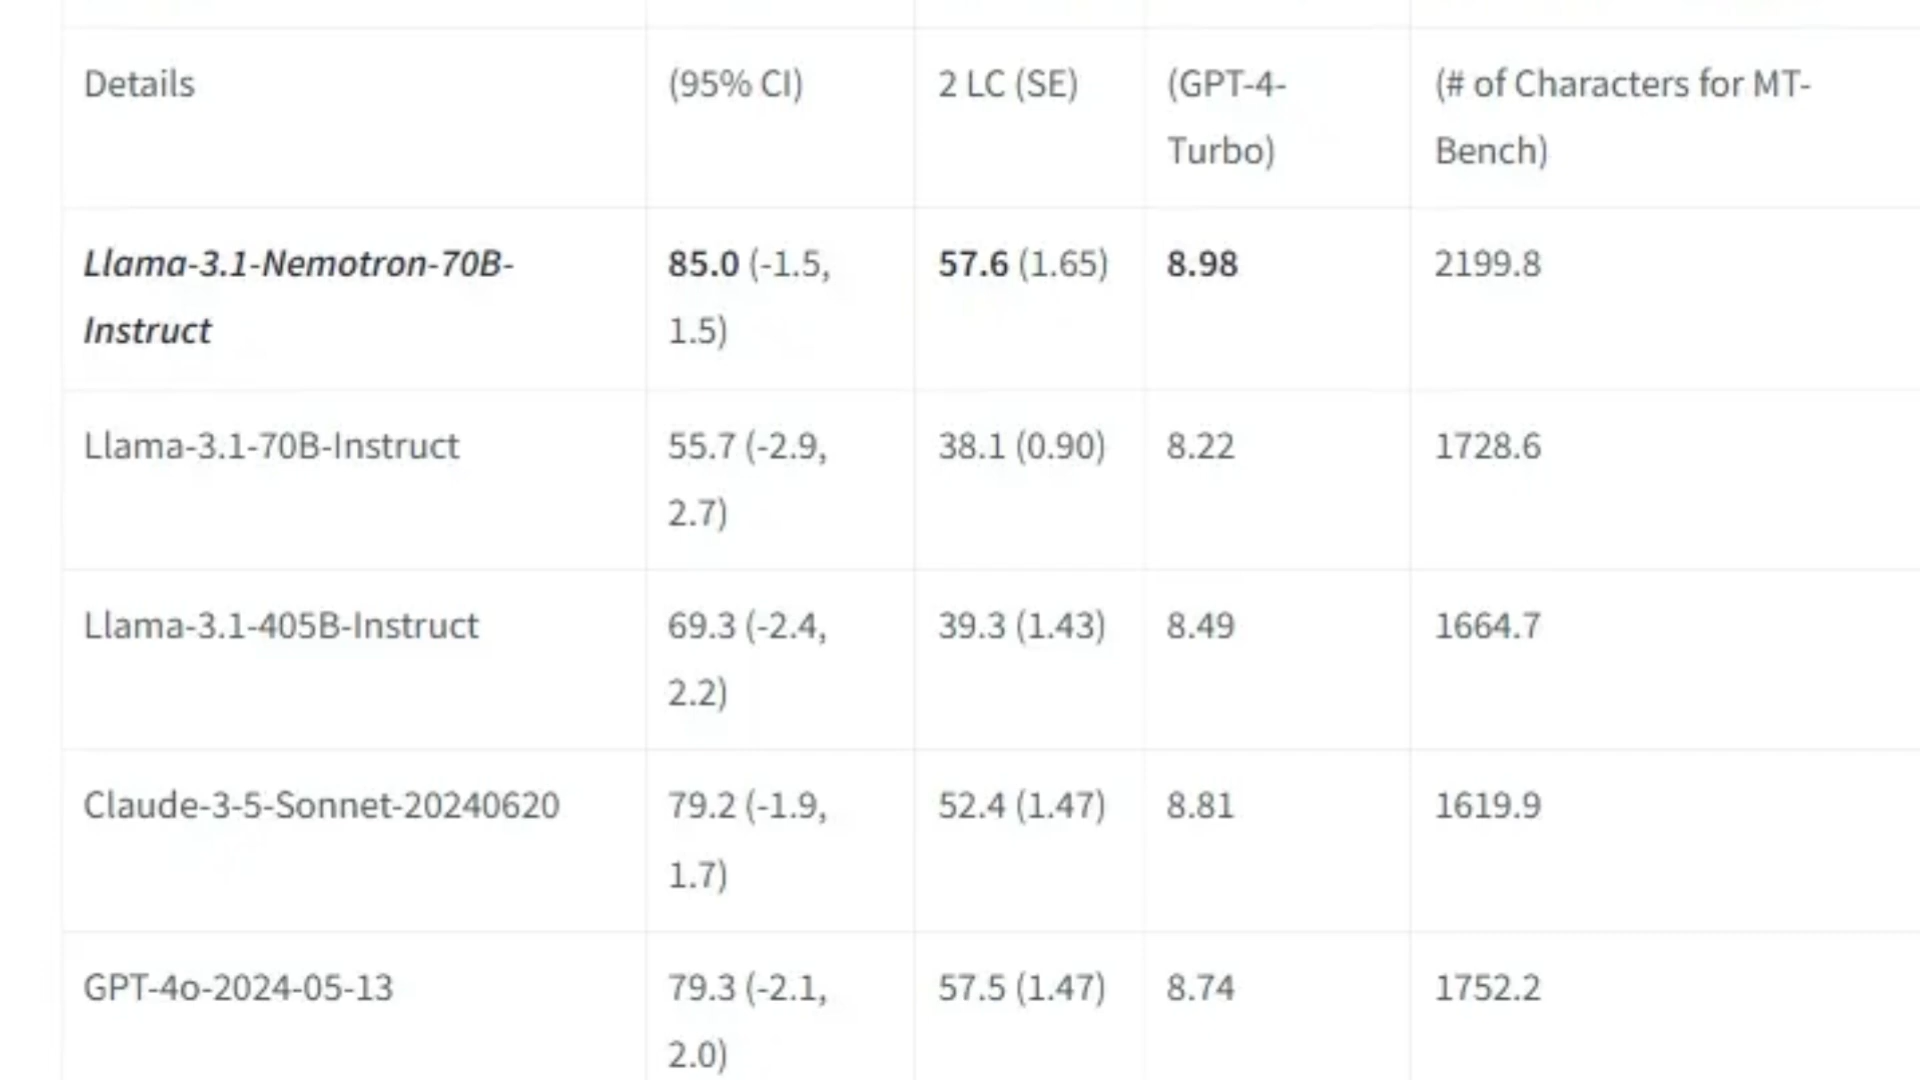 Details (95% CI) 2 LC (SE) (GPT-4- (# of Characters for MT-
Turbo) Bench)
Llama-3.1-Nemotron-70B- 85.0 (-1.5, 57.6 (1.65) 8.98 2199.8
Instruct 1.5)
Llama-3.1-70B-Instruct 55.7 (-2.9, 38.1 (0.90) 8.22 1728.6
2.7)
Llama-3.1-405B-Instruct 69.3 (-2.4, 39.3 (1.43) 8.49 1664.7
2.2)
Claude-3-5-Sonnet-20240620 79.2 (-1.9, 52.4 (1.47) 8.81 1619.9
1.7)
GPT-4o-2024-05-13 79.3 (-2.1, 57.5 (1.47) 8.74 1752.2
2.0)